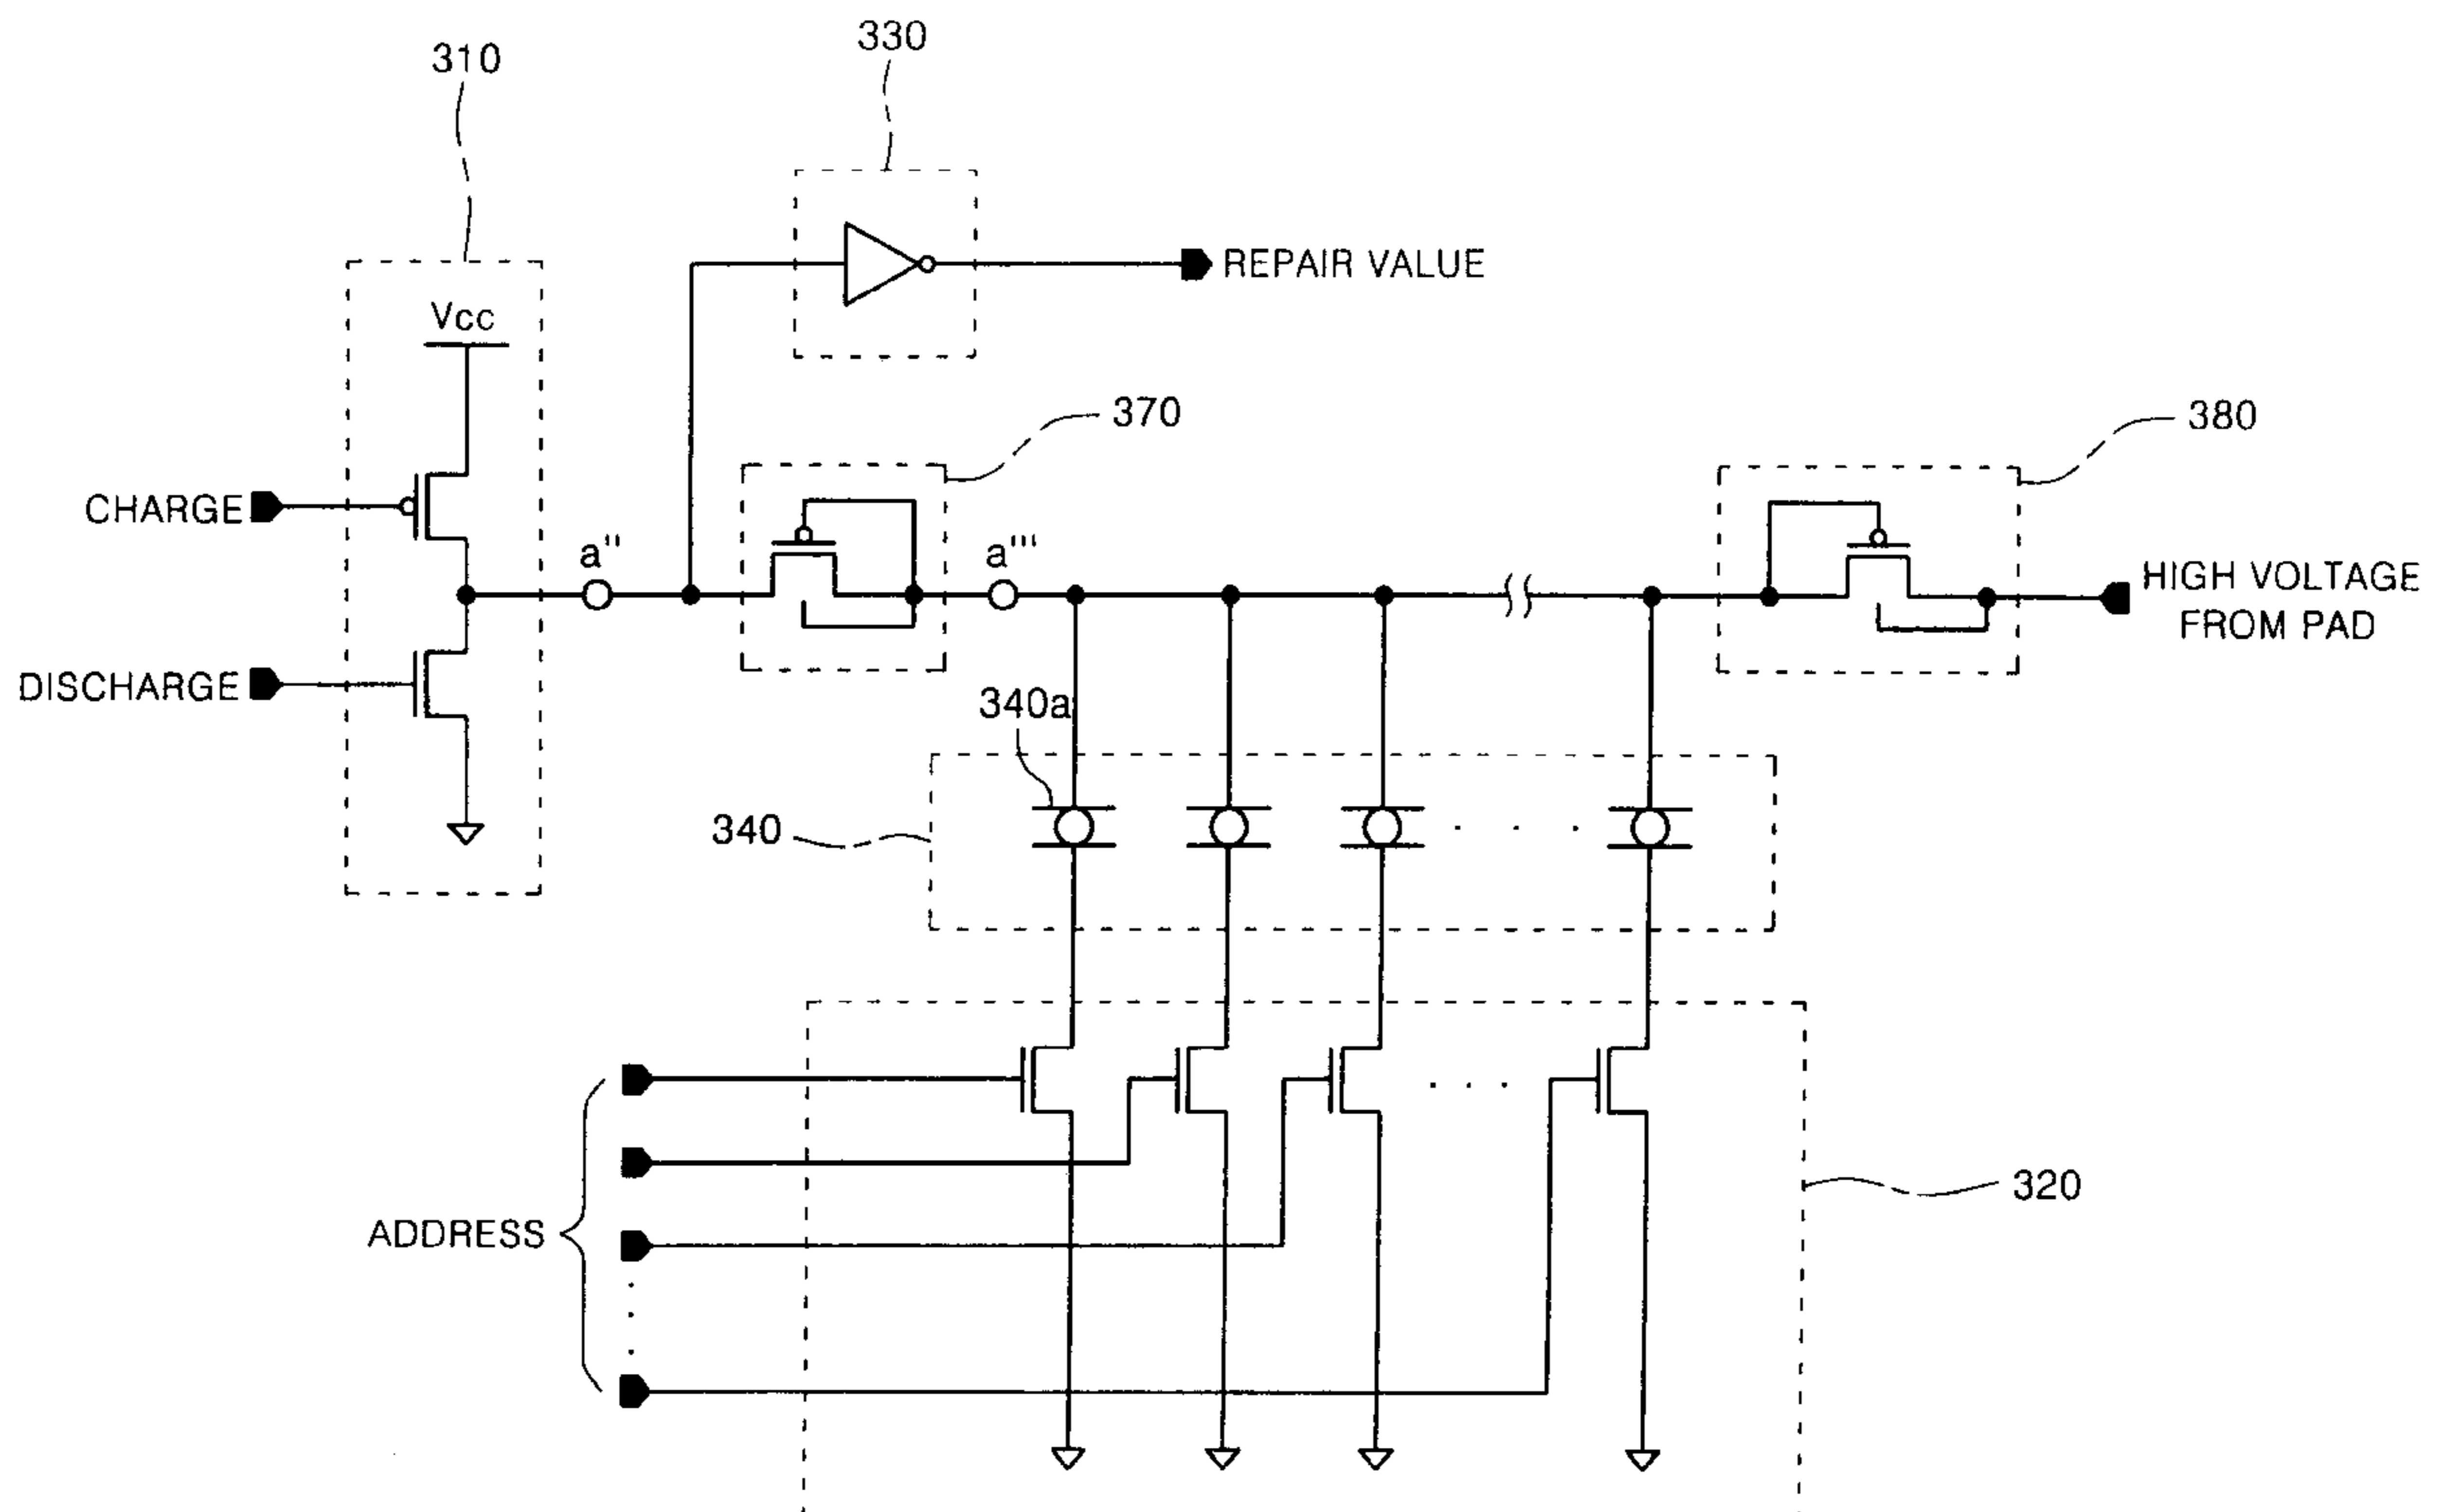 330
310
REPAIR VALUE
Vcc
370
380
CHARGE
a''
a'''
HIGH VOLTAGE
FROM PAD
DISCHARGE
340a
340
320
ADDRESS